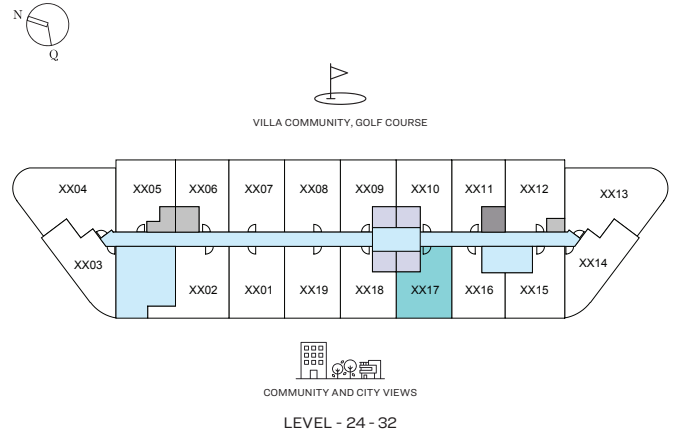 N
Q
VILLA COMMUNITY, GOLF COURSE
XX04 XX05 XX06 XX07 XX08 XX09 XX10 XX11 XX12 XX13
XX03 XX02 XX01 XX19 XX18 XX17 XX16 XX15 XX14
COMMUNITY AND CITY VIEWS
LEVEL - 24 - 32